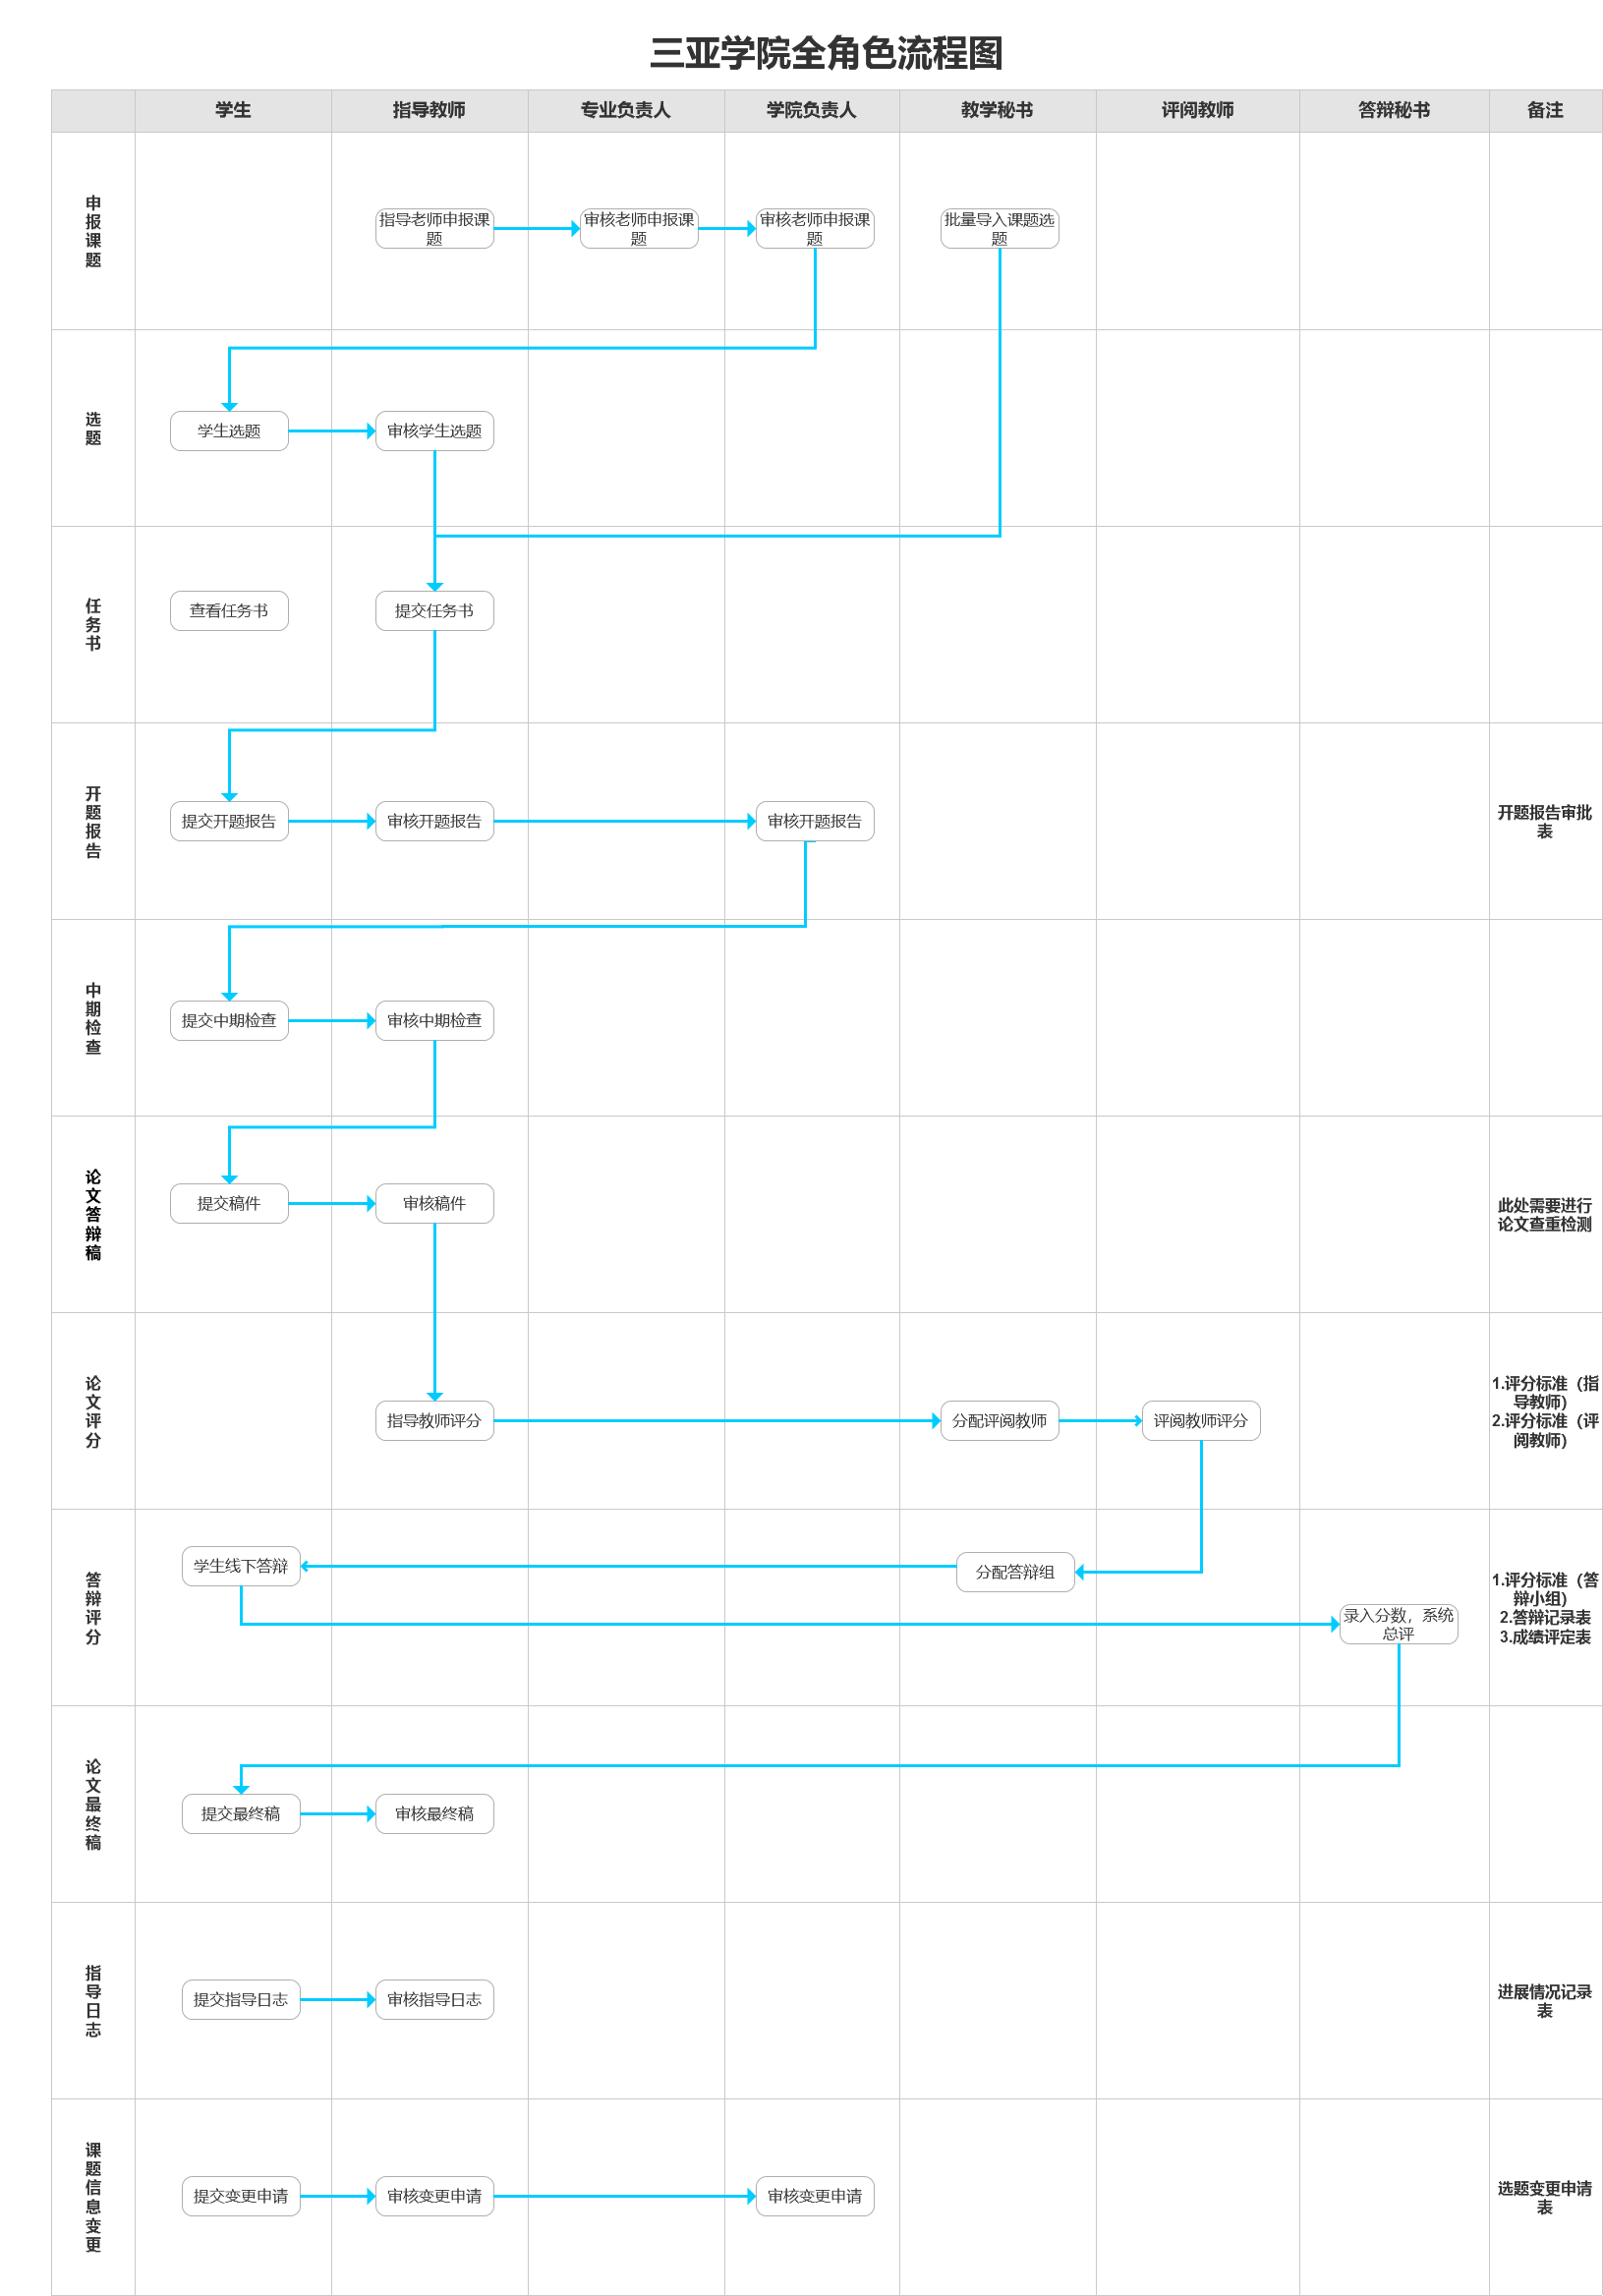 三亚学院全角色流程图
学生
指导教师
专业负责人
学院负责人
教学秘书
评阅教师
答辩秘书
备注
申
报
课
题
指导老师申报课
题
审核老师申报课
题
审核老师申报课
题
批量导入课题选
题
选
题
学生选题
审核学生选题
任
务
书
查看任务书
提交任务书
开
题
报
告
提交开题报告
审核开题报告
审核开题报告
开题报告审批
表
中
期
检
查
提交中期检查
审核中期检查
论
文
答
辩
稿
提交稿件
审核稿件
此处需要进行
论文查重检测
论
文
评
分
指导教师评分
分配评阅教师
评阅教师评分
1.评分标准（指
导教师）
2.评分标准（评
阅教师）
答
辩
评
分
学生线下答辩
分配答辩组
录入分数，系统
总评
1.评分标准（答
辩小组）
2.答辩记录表
3.成绩评定表
论
文
最
终
稿
提交最终稿
审核最终稿
指
导
日
志
提交指导日志
审核指导日志
进展情况记录
表
课
题
信
息
变
更
提交变更申请
审核变更申请
审核变更申请
选题变更申请
表